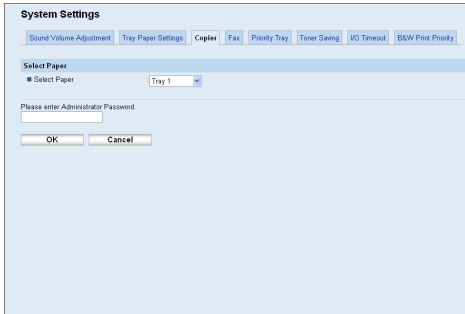 System Settings
Sound Volume Adjustment Tray Paper Settings Copier Fax Priority Tray Toner Saving I/O Timeout B&W Print Priority
Select Paper
Select Paper : Tray 1
Please enter Administrator Password.
OK Cancel